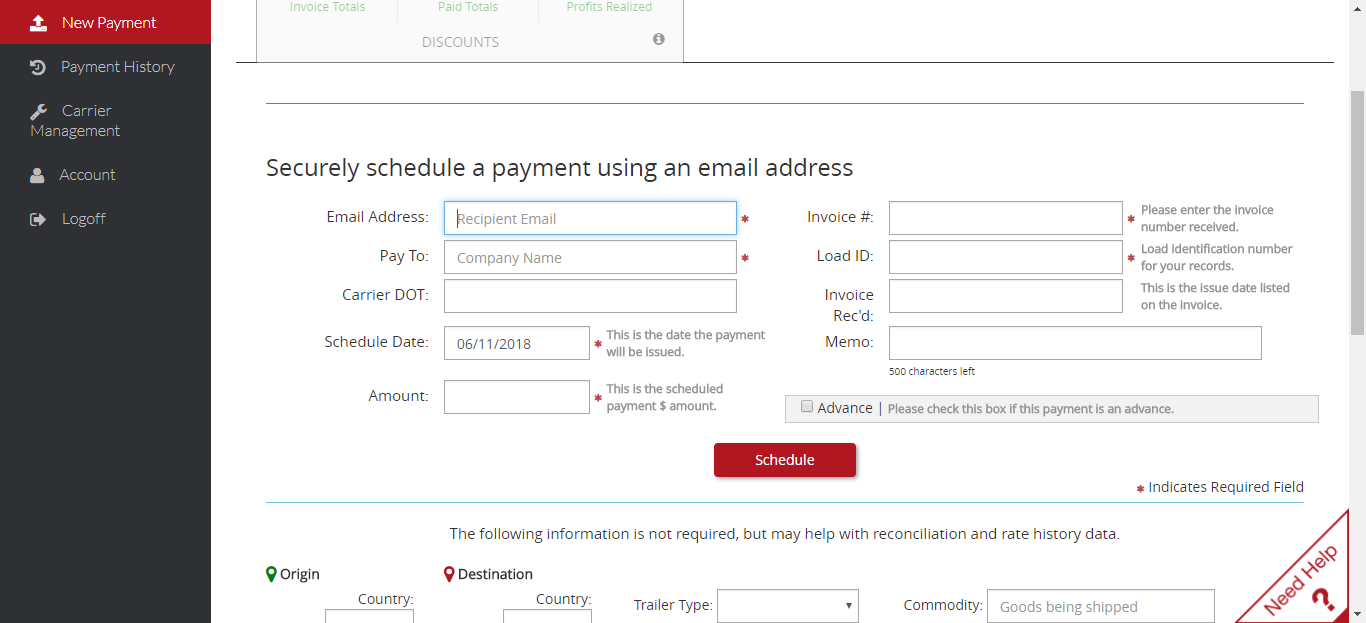 New Payment
Payment History
Carrier
Management
Account
Logoff
Invoice Totals
Paid Totals
Profits Realized
DISCOUNTS
Securely schedule a payment using an email address
Email Address:
Recipient Email
*
Pay To:
Company Name
*
Carrier DOT:
Schedule Date:
06/11/2018
*
This is the date the payment
will be issued.
Amount:
*
This is the scheduled
payment $ amount.
Invoice #:
*
Please enter the invoice
number received.
Load ID:
*
Load identification number
for your records.
Invoice
Rec'd:
This is the issue date listed
on the invoice.
Memo:
500 characters left
Advance | Please check this box if this payment is an advance.
Schedule
* Indicates Required Field
The following information is not required, but may help with reconciliation and rate history data.
Origin
Country:
Destination
Country:
Trailer Type:
Commodity:
Goods being shipped
Need Help
?